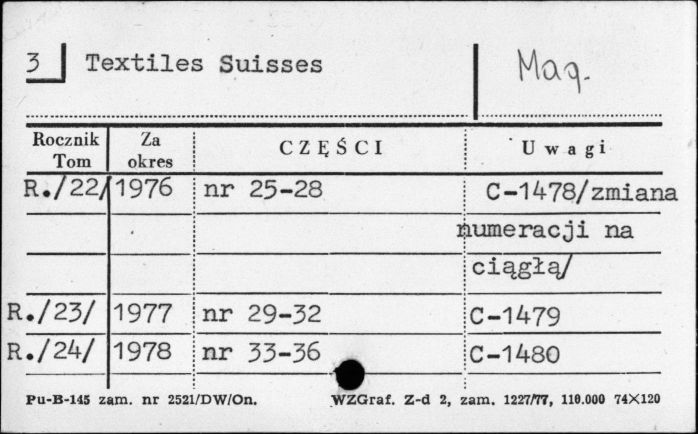 3 Textiles Suisses Mag.
Rocznik Tom Za okres CZĘŚCI Uwagi
R./22/ 1976 nr 25-28 C-1478/zmiana
numeracji na
ciągłą/
R./23/ 1977 nr 29-32 C-1479
R./24/ 1978 nr 33-36 C-1480
Pu-B-145 zam. nr 2521/DW/On. WZGraf. Z-d 2, zam. 1227/77, 110.000 74×120